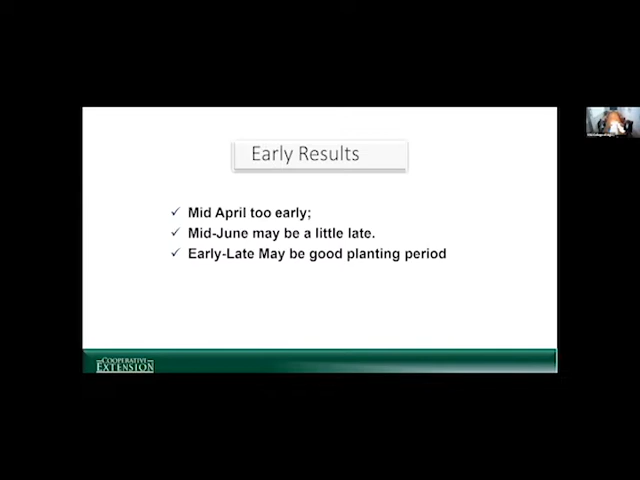 Early Results
✓ Mid April too early;
✓ Mid-June may be a little late.
✓ Early-Late May be good planting period
COOPERATIVE
EXTENSION